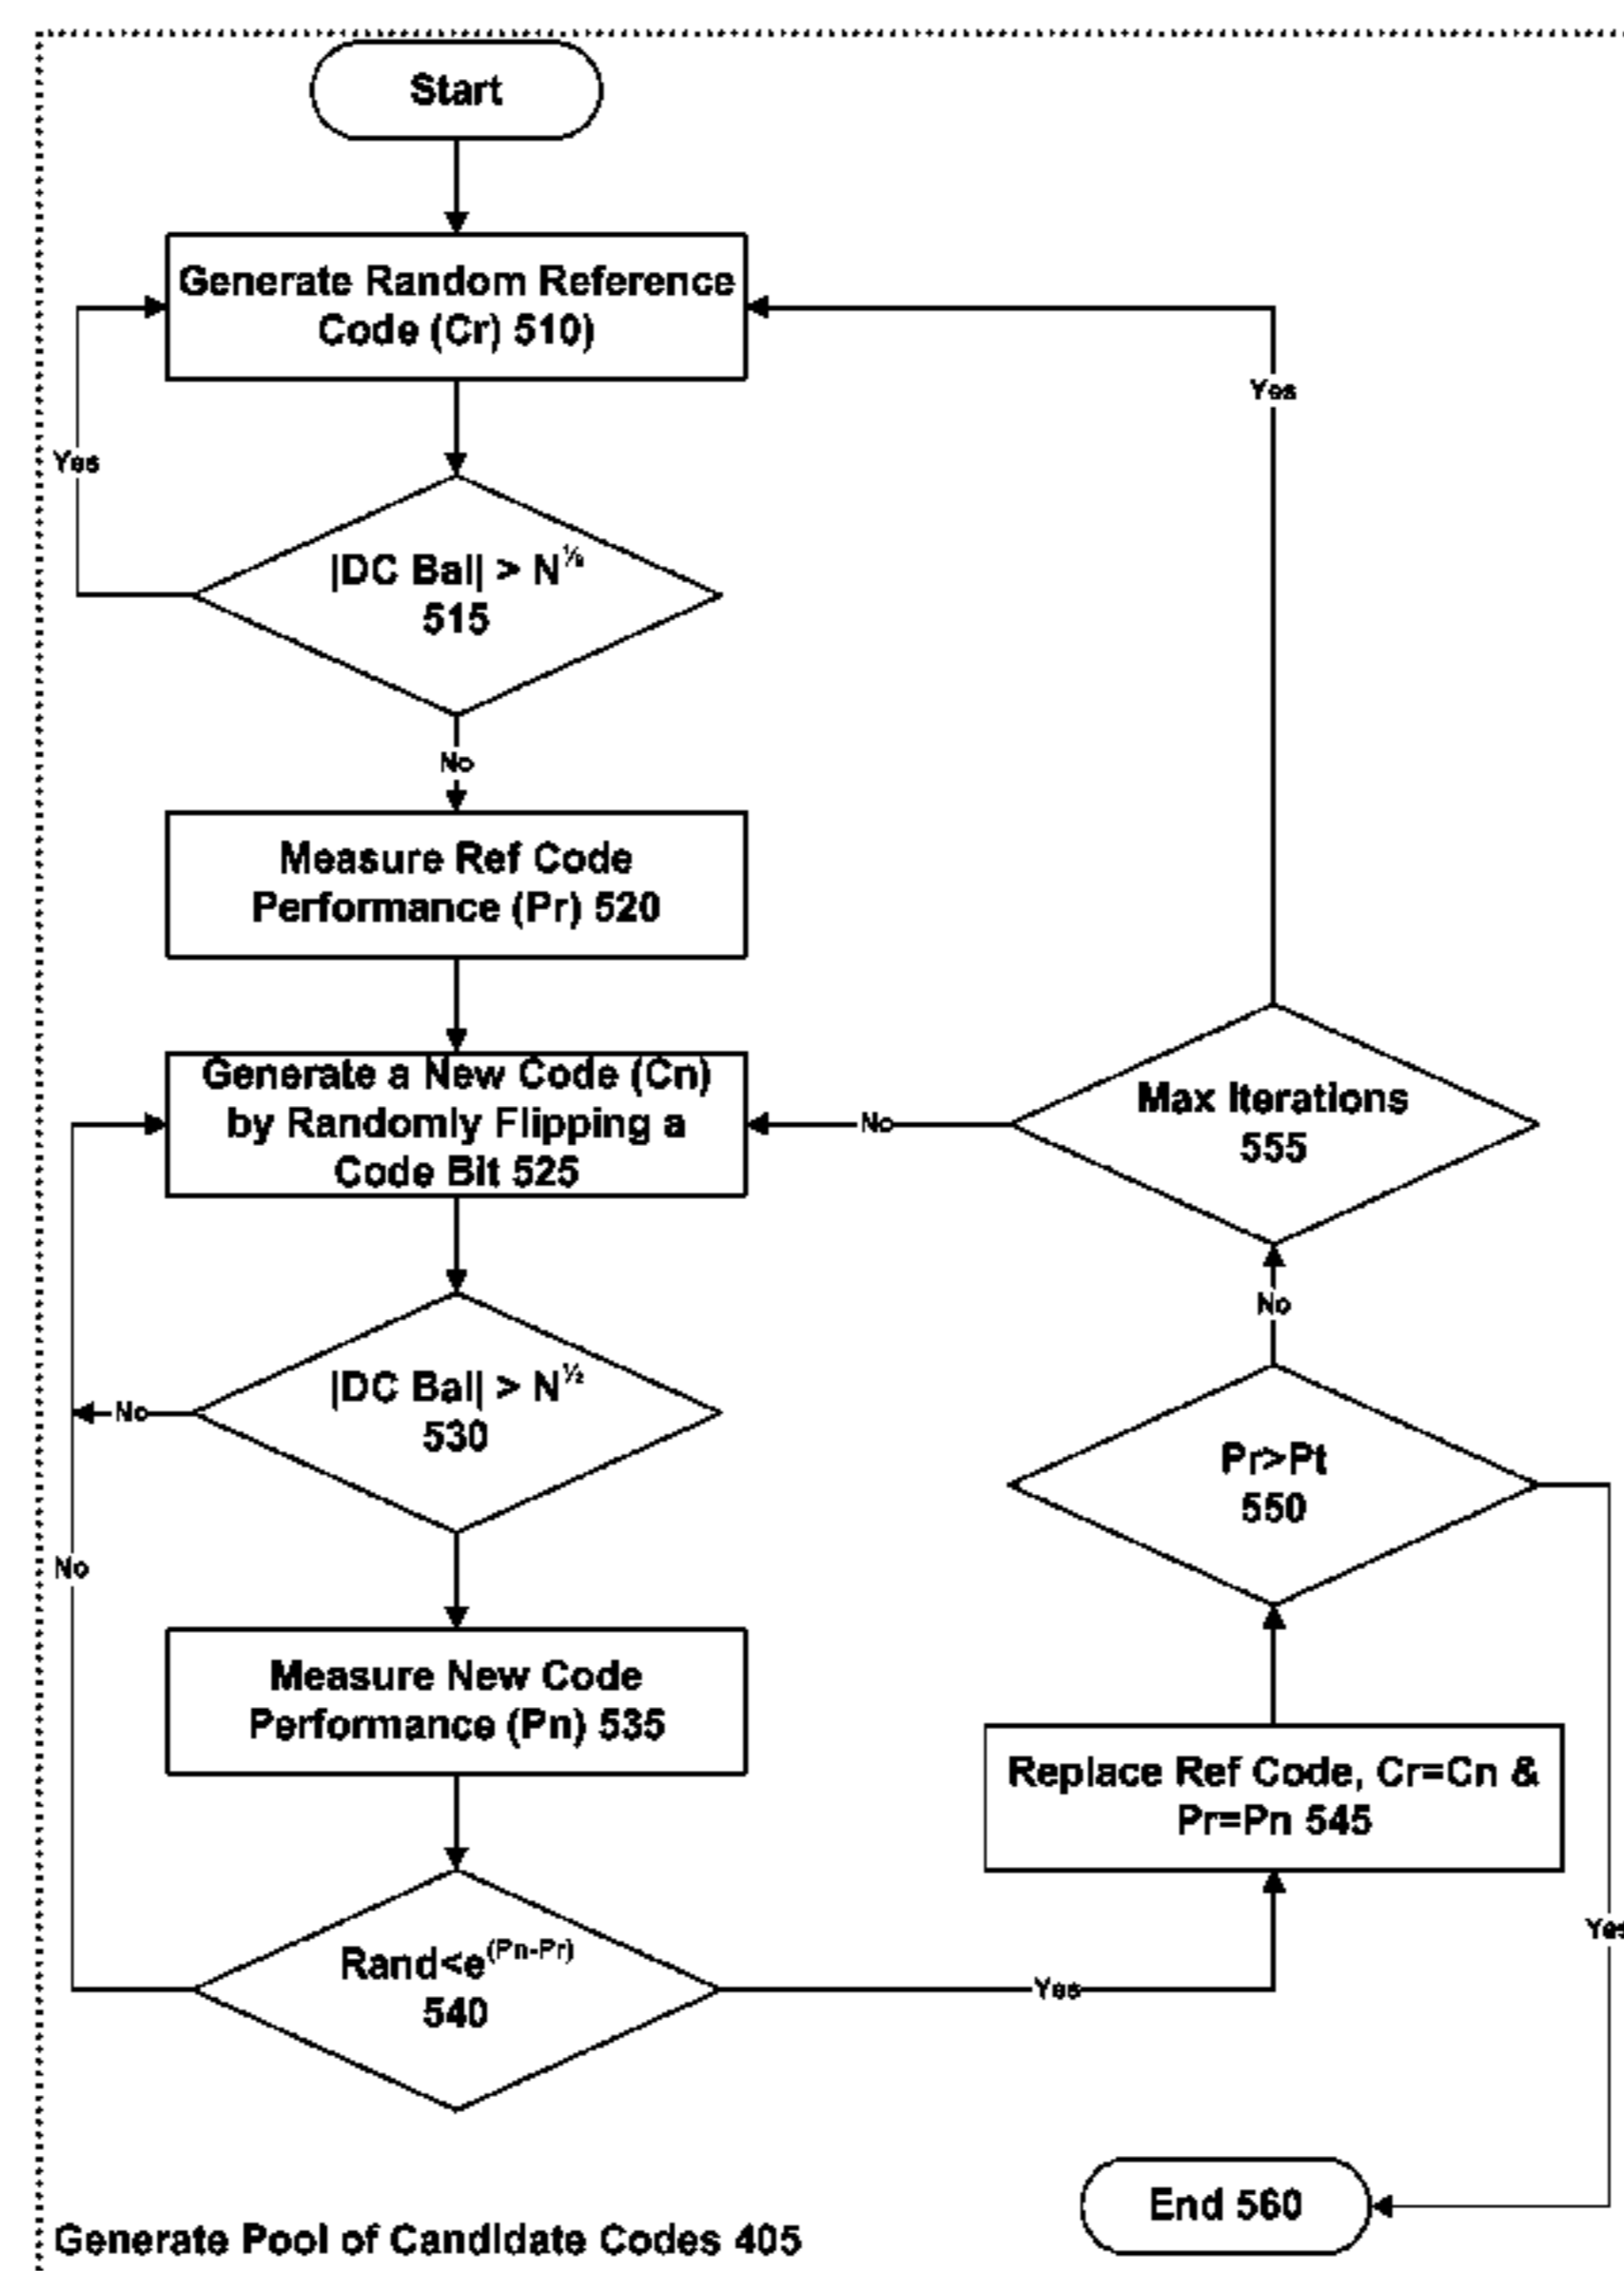 Start
Generate Random Reference
Code (Cr) 510)
Yes
Yes
|DC Bal| > N^½
515
No
Measure Ref Code
Performance (Pr) 520
Generate a New Code (Cn)
by Randomly Flipping a
Code Bit 525
No
Max Iterations
555
No
|DC Bal| > N^½
530
No
Pr>Pt
550
No
Measure New Code
Performance (Pn) 535
Replace Ref Code, Cr=Cn &
Pr=Pn 545
Yes
Rand<e^(Pn-Pr)
540
Yes
End 560
Generate Pool of Candidate Codes 405